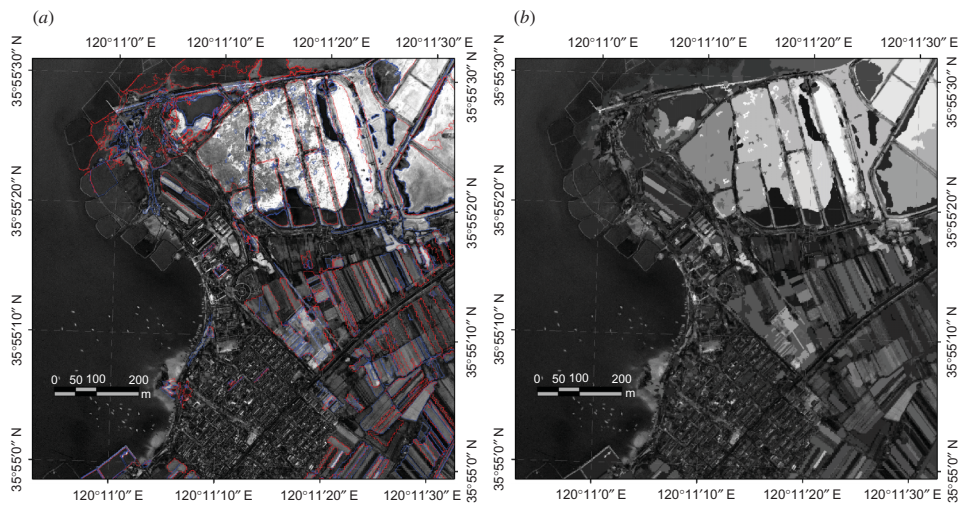 (a)
(b)
120°11′0″ E
120°11′10″ E
120°11′20″ E
120°11′30″ E
120°11′0″ E
120°11′10″ E
120°11′20″ E
120°11′30″ E
35°55′30″ N
35°55′20″ N
35°55′10″ N
35°55′0″ N
35°55′30″ N
35°55′20″ N
35°55′10″ N
35°55′0″ N
35°55′30″ N
35°55′20″ N
35°55′10″ N
35°55′0″ N
35°55′30″ N
35°55′20″ N
35°55′10″ N
35°55′0″ N
0 50 100 200
m
0 50 100 200
m
120°11′0″ E
120°11′10″ E
120°11′20″ E
120°11′30″ E
120°11′0″ E
120°11′10″ E
120°11′20″ E
120°11′30″ E